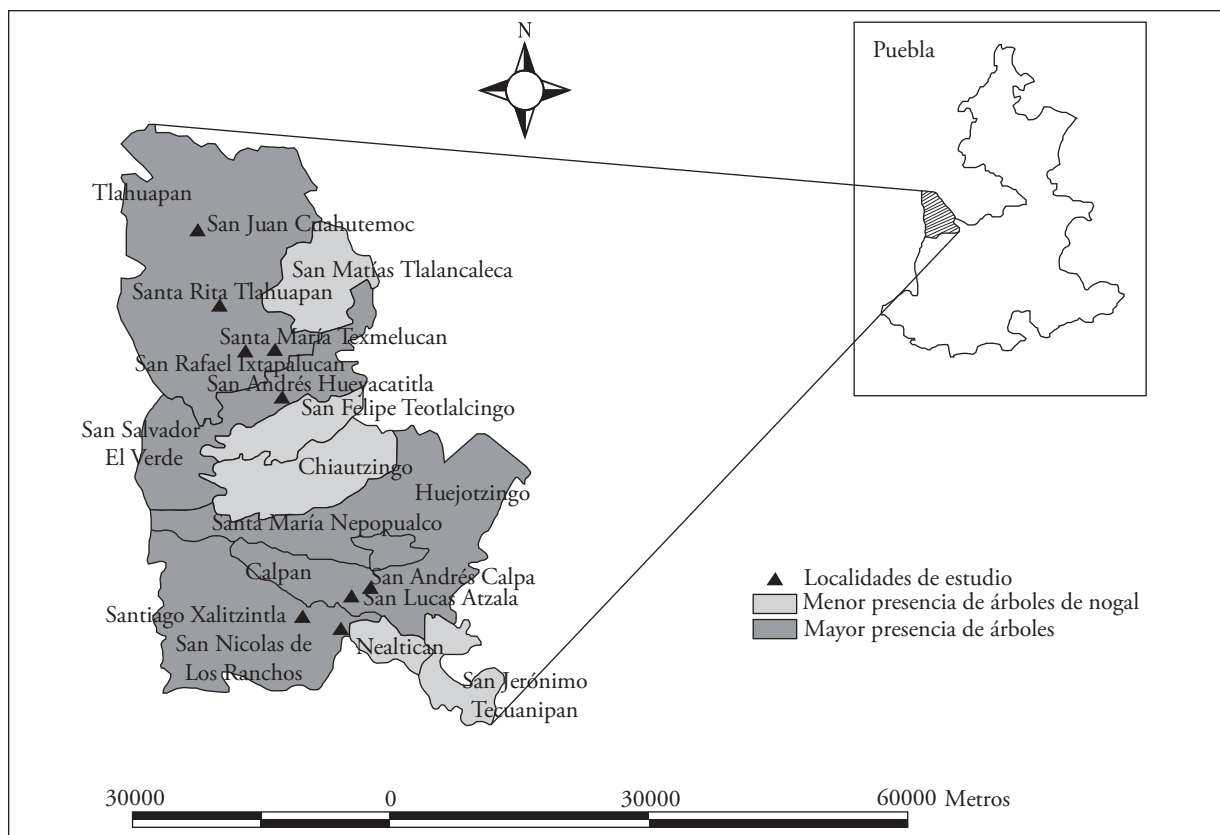 N
Puebla
Tlahuapan
San Juan Cuahutemoc
San Matías Tlalancaleca
Santa Rita Tlahuapan
Santa María Texmelucan
San Rafael Ixtapalucan
San Andrés Hueyacatitla
San Felipe Teotlalcingo
San Salvador
El Verde
Chiautzingo
Huejotzingo
Santa María Nepopualco
Calpan
San Andrés Calpa
San Lucas Atzala
Santiago Xalitzintla
San Nicolas de
Los Ranchos
Nealtican
San Jerónimo
Tecuanipan
Localidades de estudio
Menor presencia de árboles de nogal
Mayor presencia de árboles
30000 0 30000 60000 Metros